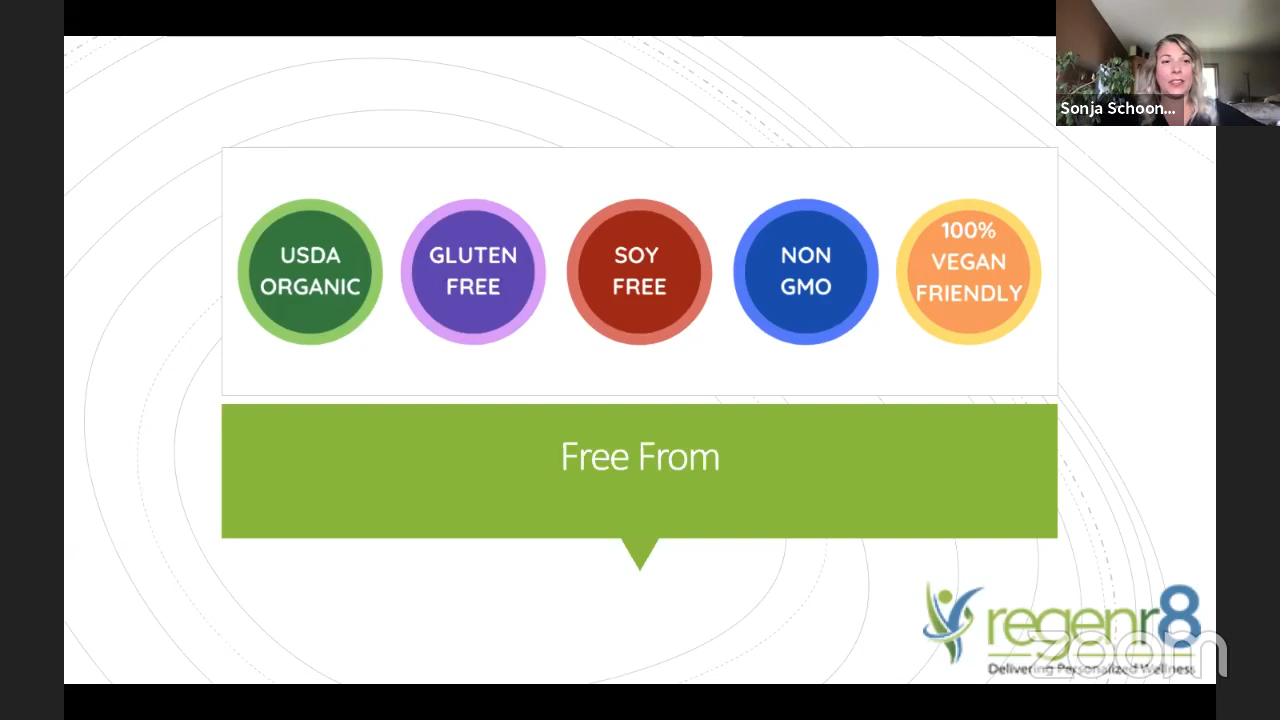 Sonja Schoon...
USDA
ORGANIC
GLUTEN
FREE
SOY
FREE
NON
GMO
100%
VEGAN
FRIENDLY
Free From
regenr8
Delivering Personalized Wellness
zoom